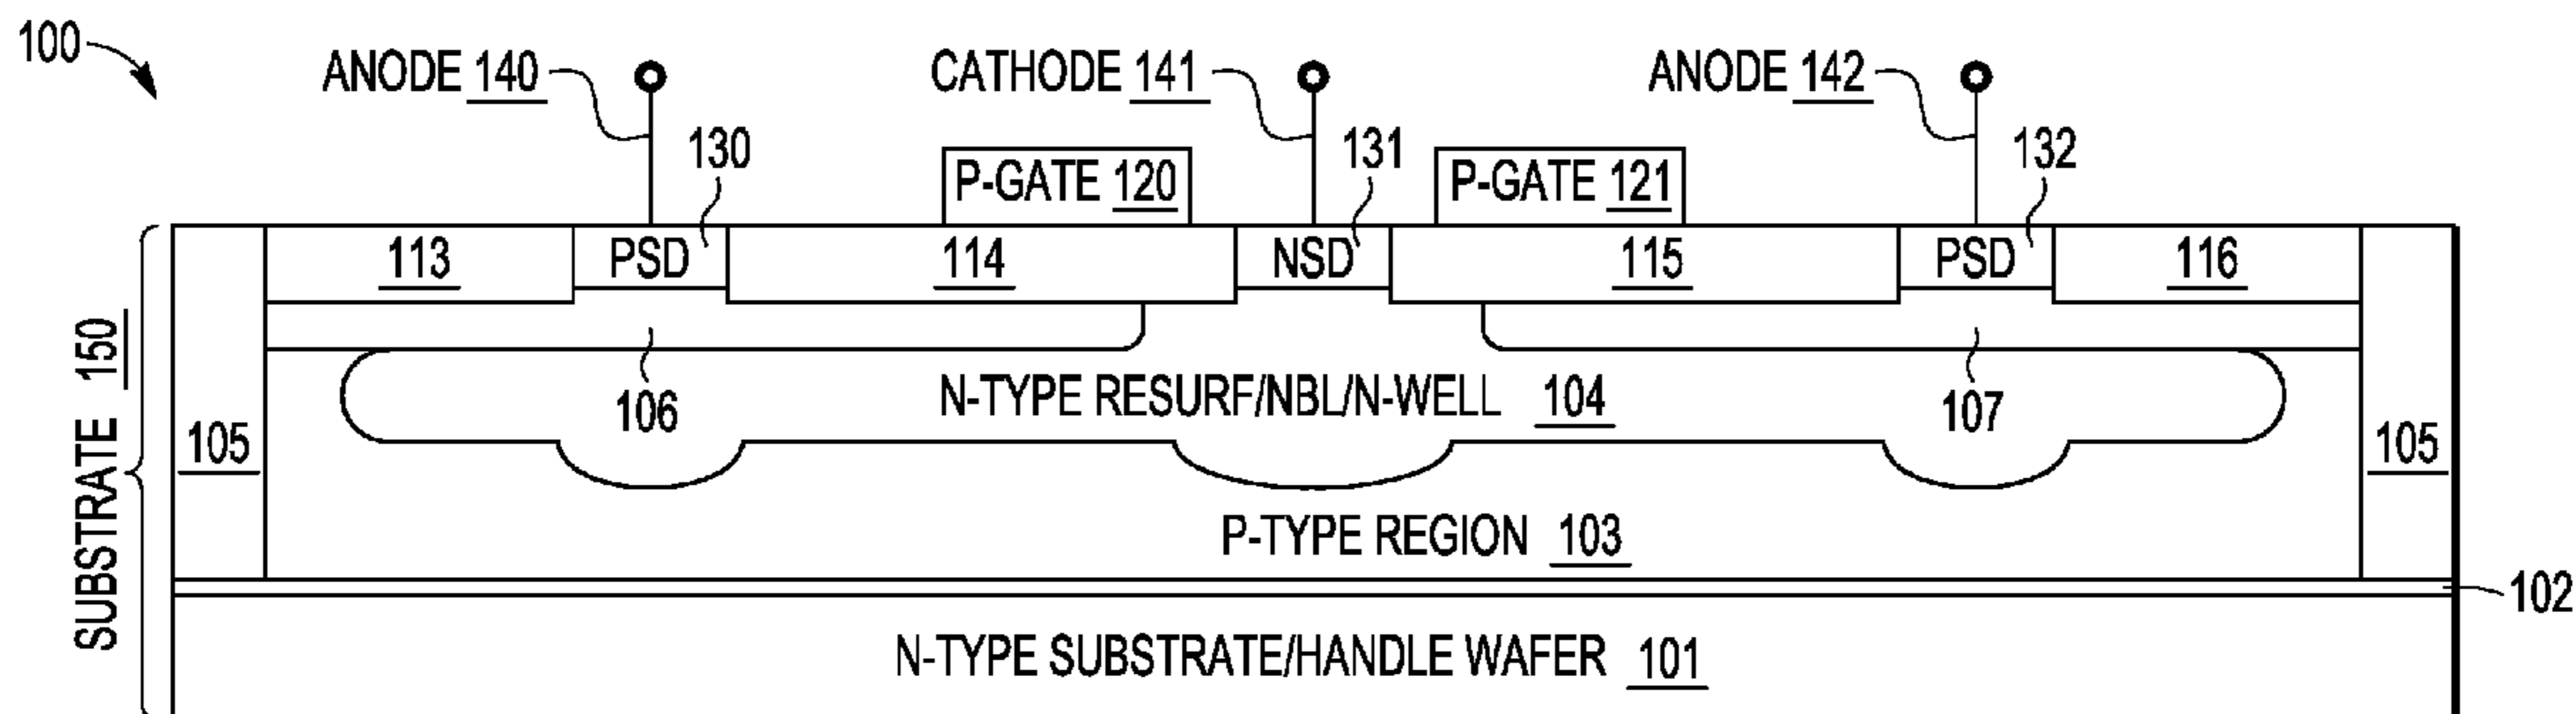 100
ANODE 140
CATHODE 141
ANODE 142
130
131
132
P-GATE 120
P-GATE 121
113
PSD
114
NSD
115
PSD
116
SUBSTRATE 150
106
N-TYPE RESURF/NBL/N-WELL 104
107
105
105
P-TYPE REGION 103
102
N-TYPE SUBSTRATE/HANDLE WAFER 101